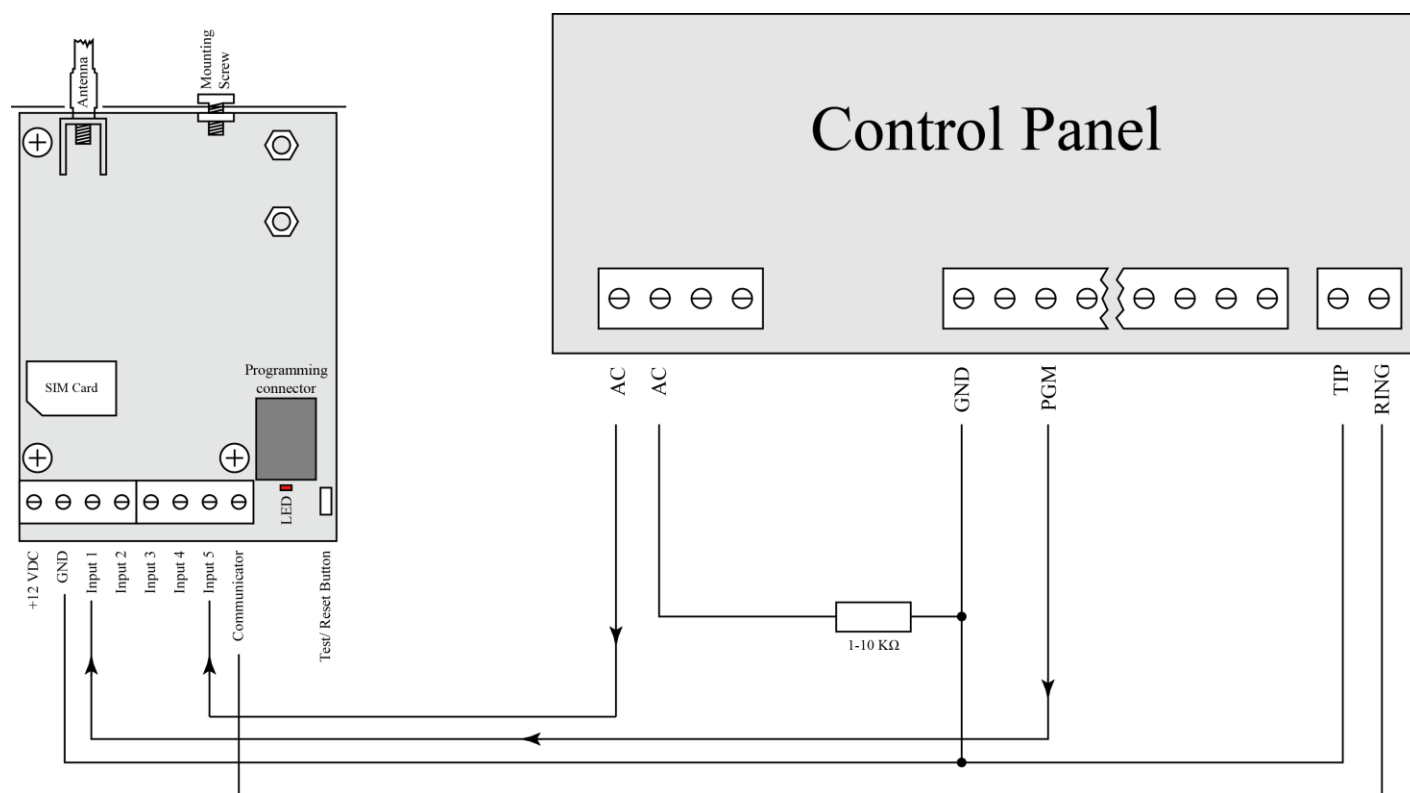 Antenna
Mounting
Screw
Control Panel
SIM Card
Programming
connector
LED
+12 VDC
GND
Input 1
Input 2
Input 3
Input 4
Input 5
Communicator
Test/ Reset Button
AC
AC
GND
PGM
TIP
RING
1-10 KΩ